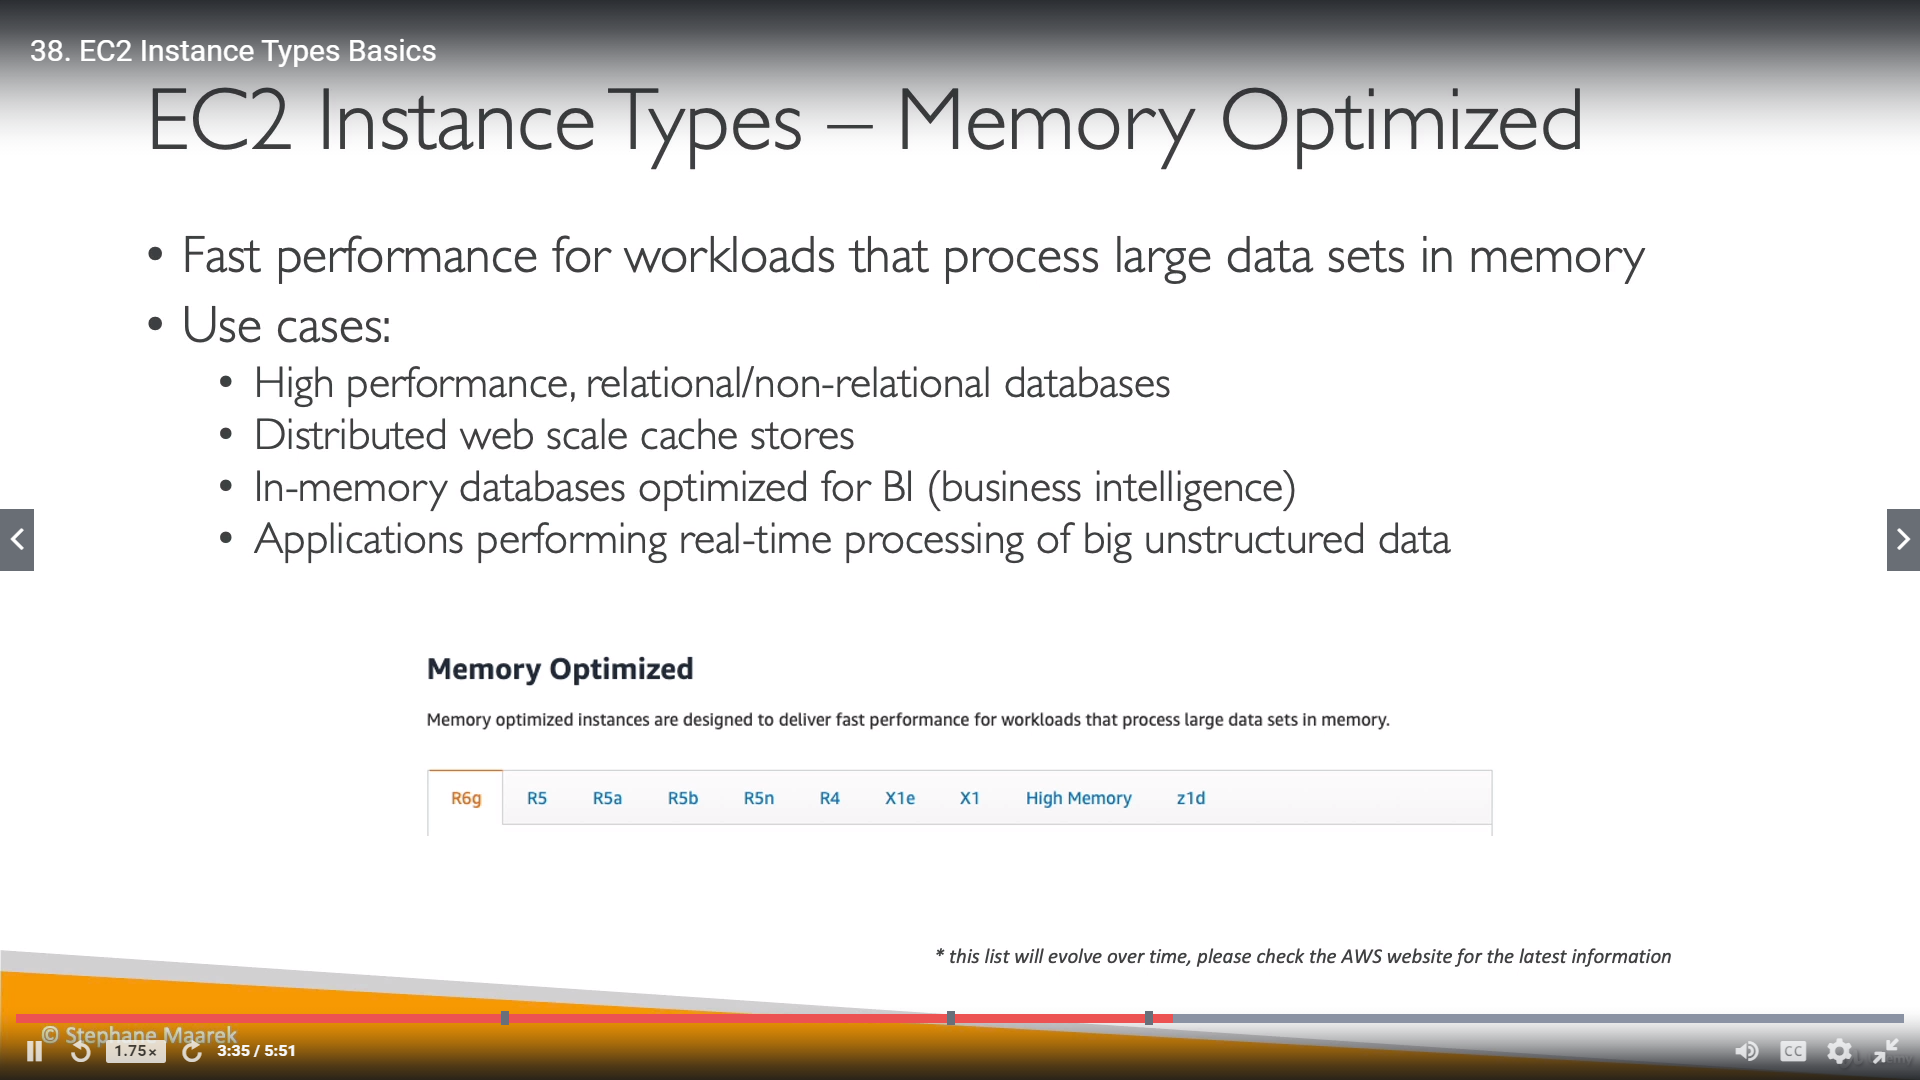 38. EC2 Instance Types Basics
EC2 Instance Types – Memory Optimized
• Fast performance for workloads that process large data sets in memory
• Use cases:
• High performance, relational/non-relational databases
• Distributed web scale cache stores
• In-memory databases optimized for BI (business intelligence)
• Applications performing real-time processing of big unstructured data
Memory Optimized
Memory optimized instances are designed to deliver fast performance for workloads that process large data sets in memory.
R6g R5 R5a R5b R5n R4 X1e X1 High Memory z1d
* this list will evolve over time, please check the AWS website for the latest information
© Stephane Maarek
1.75x 3:35 / 5:51 CC